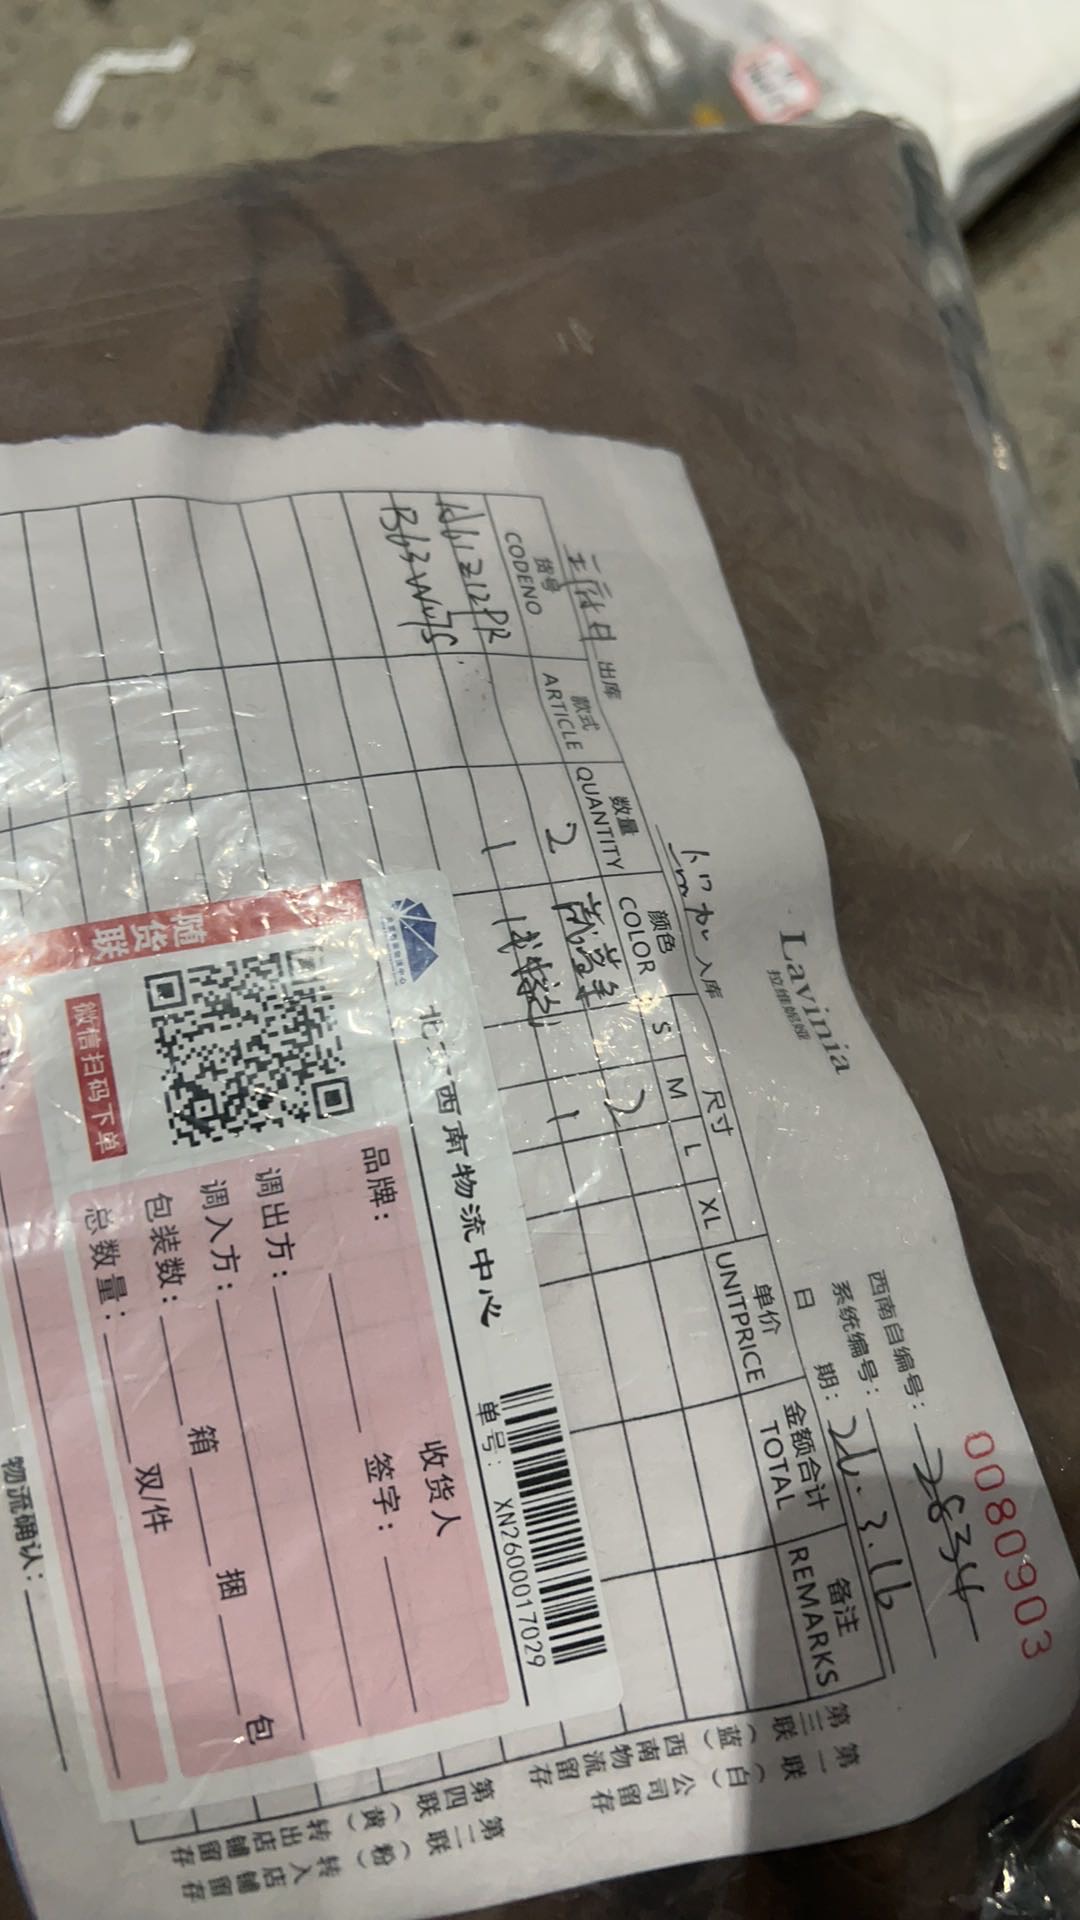 Lavinia
拉维妮娅
0080903
西南自编号: 2834
系统编号:
日 期: 26.3.16
出库
入库
货号 款式 数量 颜色 尺寸 单价 金额合计 备注
CODENO ARTICLE QUANTITY COLOR S M L XL UNITPRICE TOTAL REMARKS
2 2
1 1
第一联(白)公司留存
第二联(粉)转入店铺留存
第三联(蓝)西南物流留存
第四联(黄)转出店铺留存
西南物流中心
单号: XN2600017029
随货联
微信扫码下单
品牌:
收货人
签字:
调出方:
调入方:
包装数: 箱 捆 包
总数量: 双/件
物流确认: